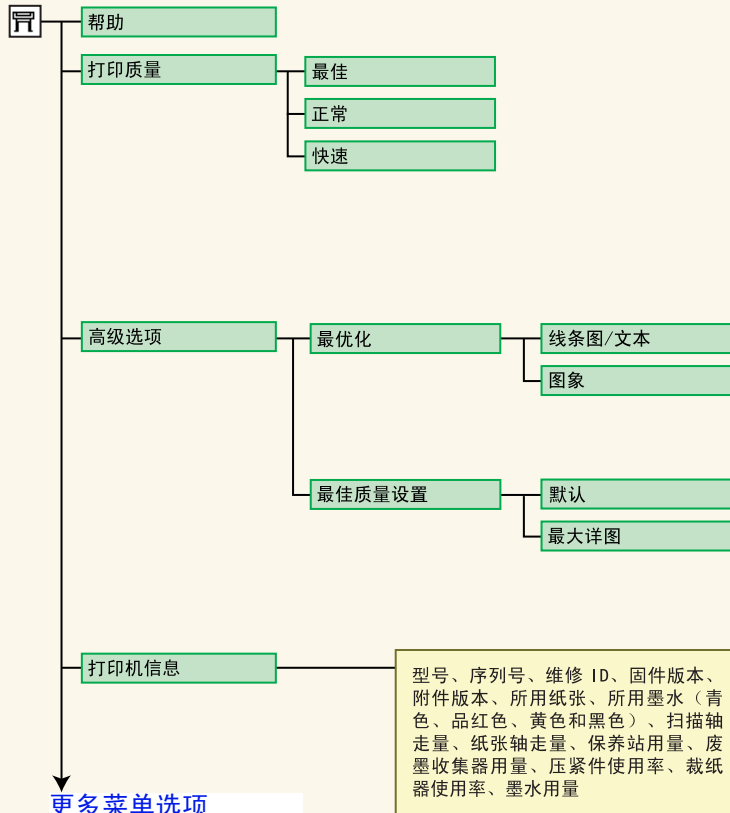 帮助
打印质量
最佳
正常
快速
高级选项
最优化
线条图/文本
图象
最佳质量设置
默认
最大详图
打印机信息
型号、序列号、维修 ID、固件版本、
附件版本、所用纸张、所用墨水（青
色、品红色、黄色和黑色）、扫描轴
走量、纸张轴走量、保养站用量、废
墨收集器用量、压紧件使用率、裁纸
器使用率、墨水用量
更多菜单选项